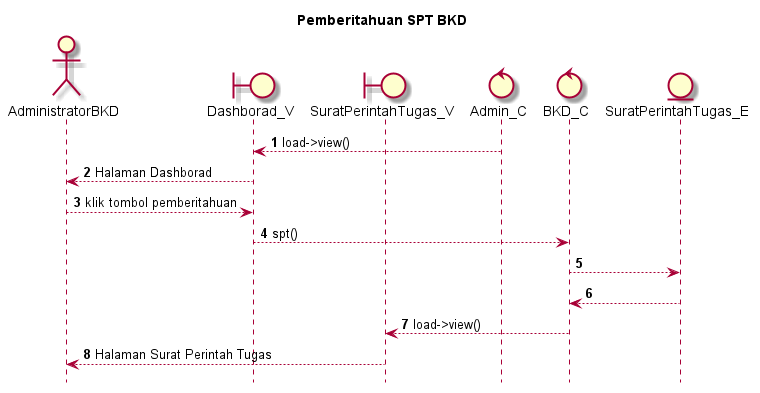 Pemberitahuan SPT BKD
AdministratorBKD
Dashborad_V
SuratPerintahTugas_V
Admin_C
BKD_C
SuratPerintahTugas_E
1 load->view()
2 Halaman Dashborad
3 klik tombol pemberitahuan
4 spt()
5
6
7 load->view()
8 Halaman Surat Perintah Tugas